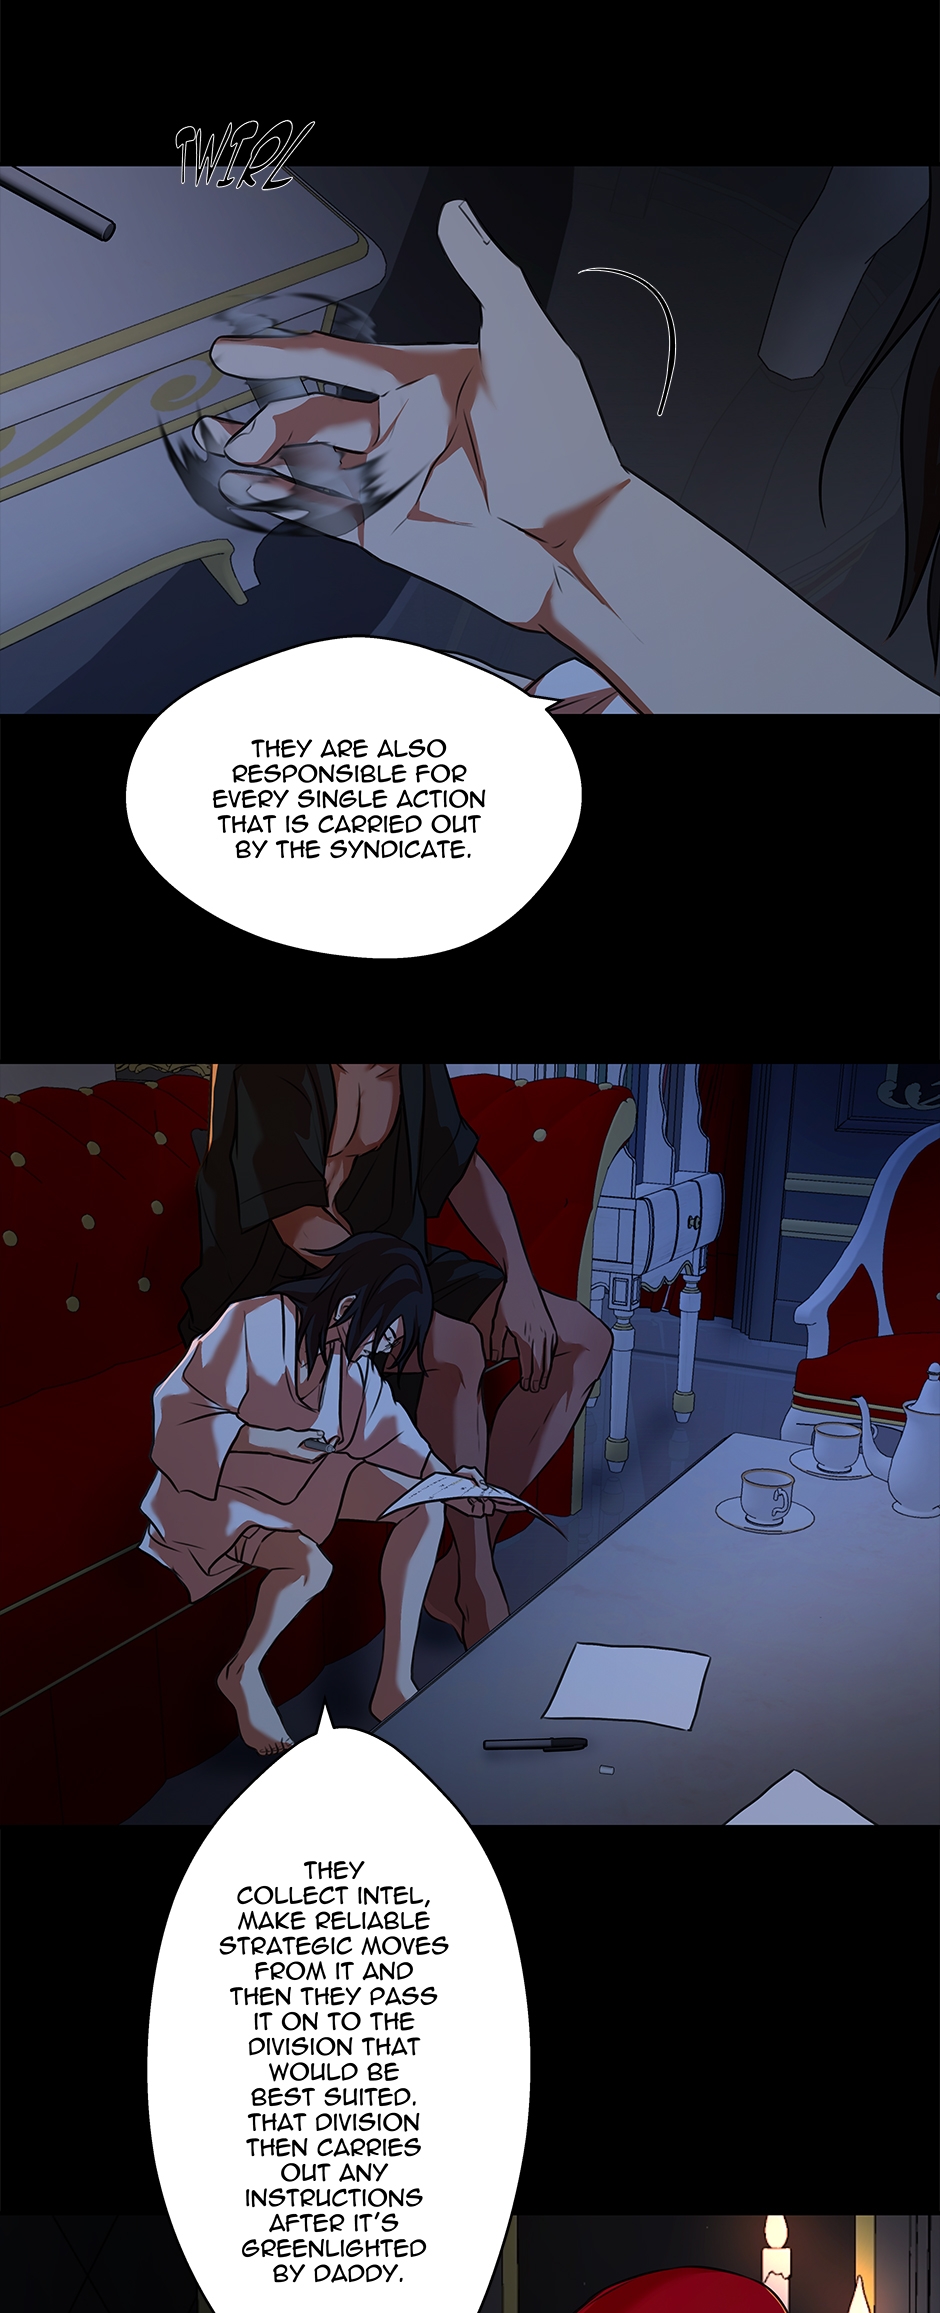 TWIRL
THEY ARE ALSO
RESPONSIBLE FOR
EVERY SINGLE ACTION
THAT IS CARRIED OUT
BY THE SYNDICATE.
THEY
COLLECT INTEL,
MAKE RELIABLE
STRATEGIC MOVES
FROM IT AND
THEN THEY PASS
IT ON TO THE
DIVISION THAT
WOULD BE
BEST SUITED.
THAT DIVISION
THEN CARRIES
OUT ANY
INSTRUCTIONS
AFTER IT'S
GREENLIGHTED
BY DADDY.